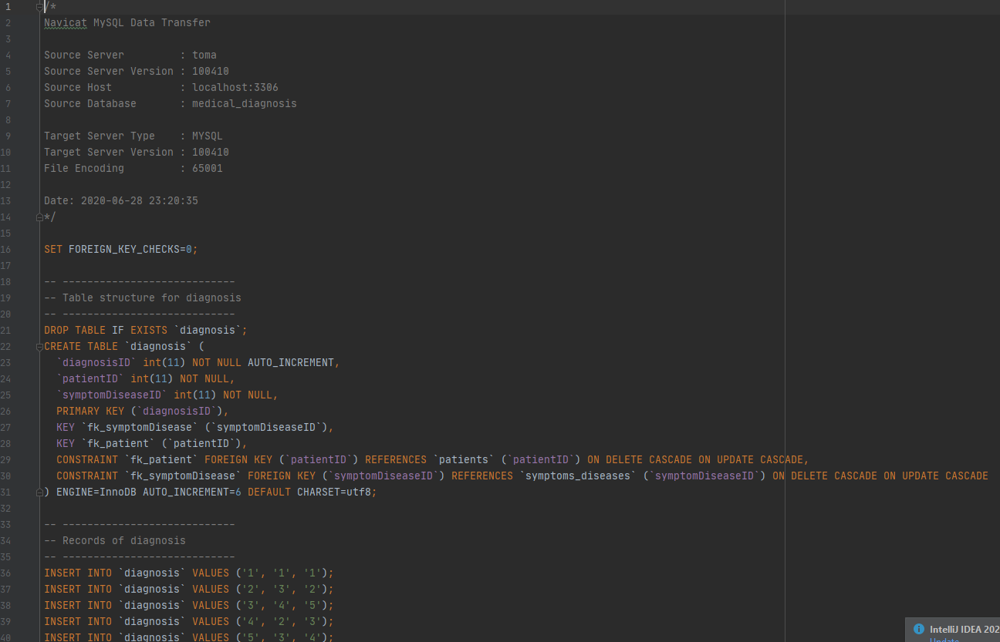 1 /*
2 Navicat MySQL Data Transfer
3
4 Source Server         : toma
5 Source Server Version : 100410
6 Source Host           : localhost:3306
7 Source Database       : medical_diagnosis
8
9 Target Server Type    : MYSQL
10 Target Server Version : 100410
11 File Encoding         : 65001
12
13 Date: 2020-06-28 23:20:35
14 */
15
16 SET FOREIGN_KEY_CHECKS=0;
17
18 -- ----------------------------
19 -- Table structure for diagnosis
20 -- ----------------------------
21 DROP TABLE IF EXISTS `diagnosis`;
22 CREATE TABLE `diagnosis` (
23   `diagnosisID` int(11) NOT NULL AUTO_INCREMENT,
24   `patientID` int(11) NOT NULL,
25   `symptomDiseaseID` int(11) NOT NULL,
26   PRIMARY KEY (`diagnosisID`),
27   KEY `fk_symptomDisease` (`symptomDiseaseID`),
28   KEY `fk_patient` (`patientID`),
29   CONSTRAINT `fk_patient` FOREIGN KEY (`patientID`) REFERENCES `patients` (`patientID`) ON DELETE CASCADE ON UPDATE CASCADE,
30   CONSTRAINT `fk_symptomDisease` FOREIGN KEY (`symptomDiseaseID`) REFERENCES `symptoms_diseases` (`symptomDiseaseID`) ON DELETE CASCADE ON UPDATE CASCADE
31 ) ENGINE=InnoDB AUTO_INCREMENT=6 DEFAULT CHARSET=utf8;
32
33 -- ----------------------------
34 -- Records of diagnosis
35 -- ----------------------------
36 INSERT INTO `diagnosis` VALUES ('1', '1', '1');
37 INSERT INTO `diagnosis` VALUES ('2', '3', '2');
38 INSERT INTO `diagnosis` VALUES ('3', '4', '5');
39 INSERT INTO `diagnosis` VALUES ('4', '2', '3');
40 INSERT INTO `diagnosis` VALUES ('5', '3', '4');
IntelliJ IDEA 202
Update